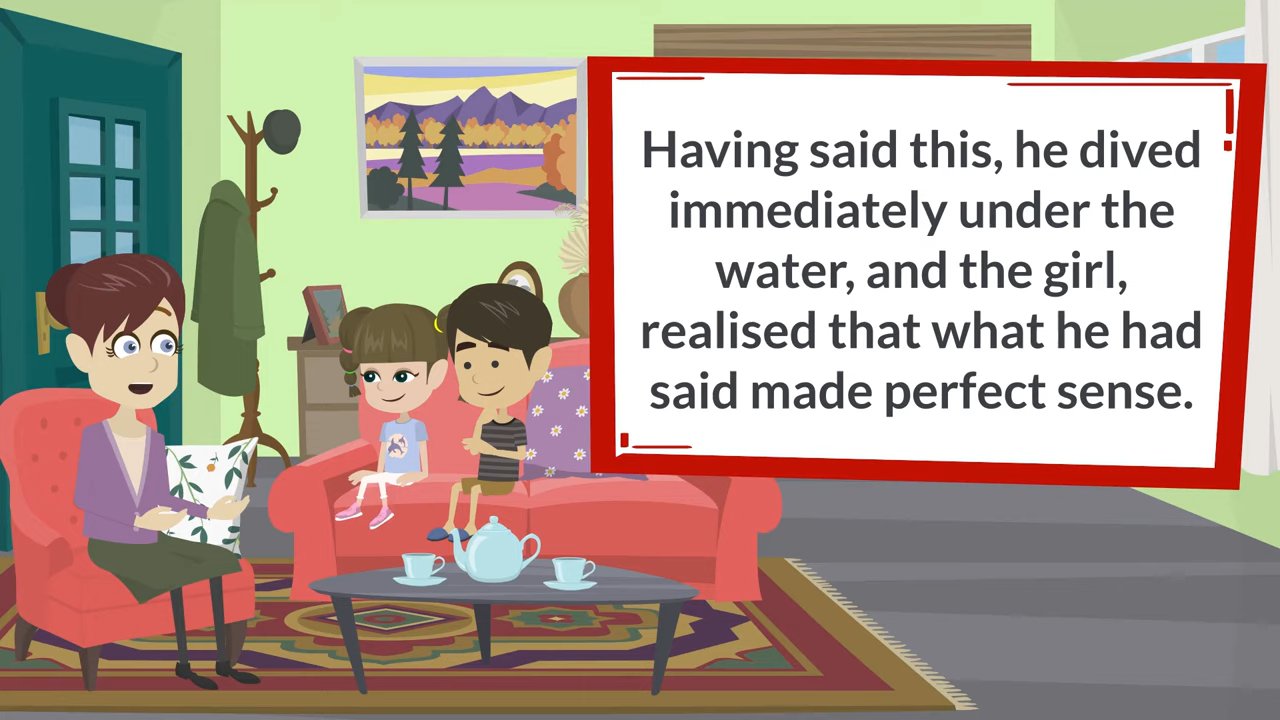 Having said this, he dived
immediately under the
water, and the girl,
realised that what he had
said made perfect sense.